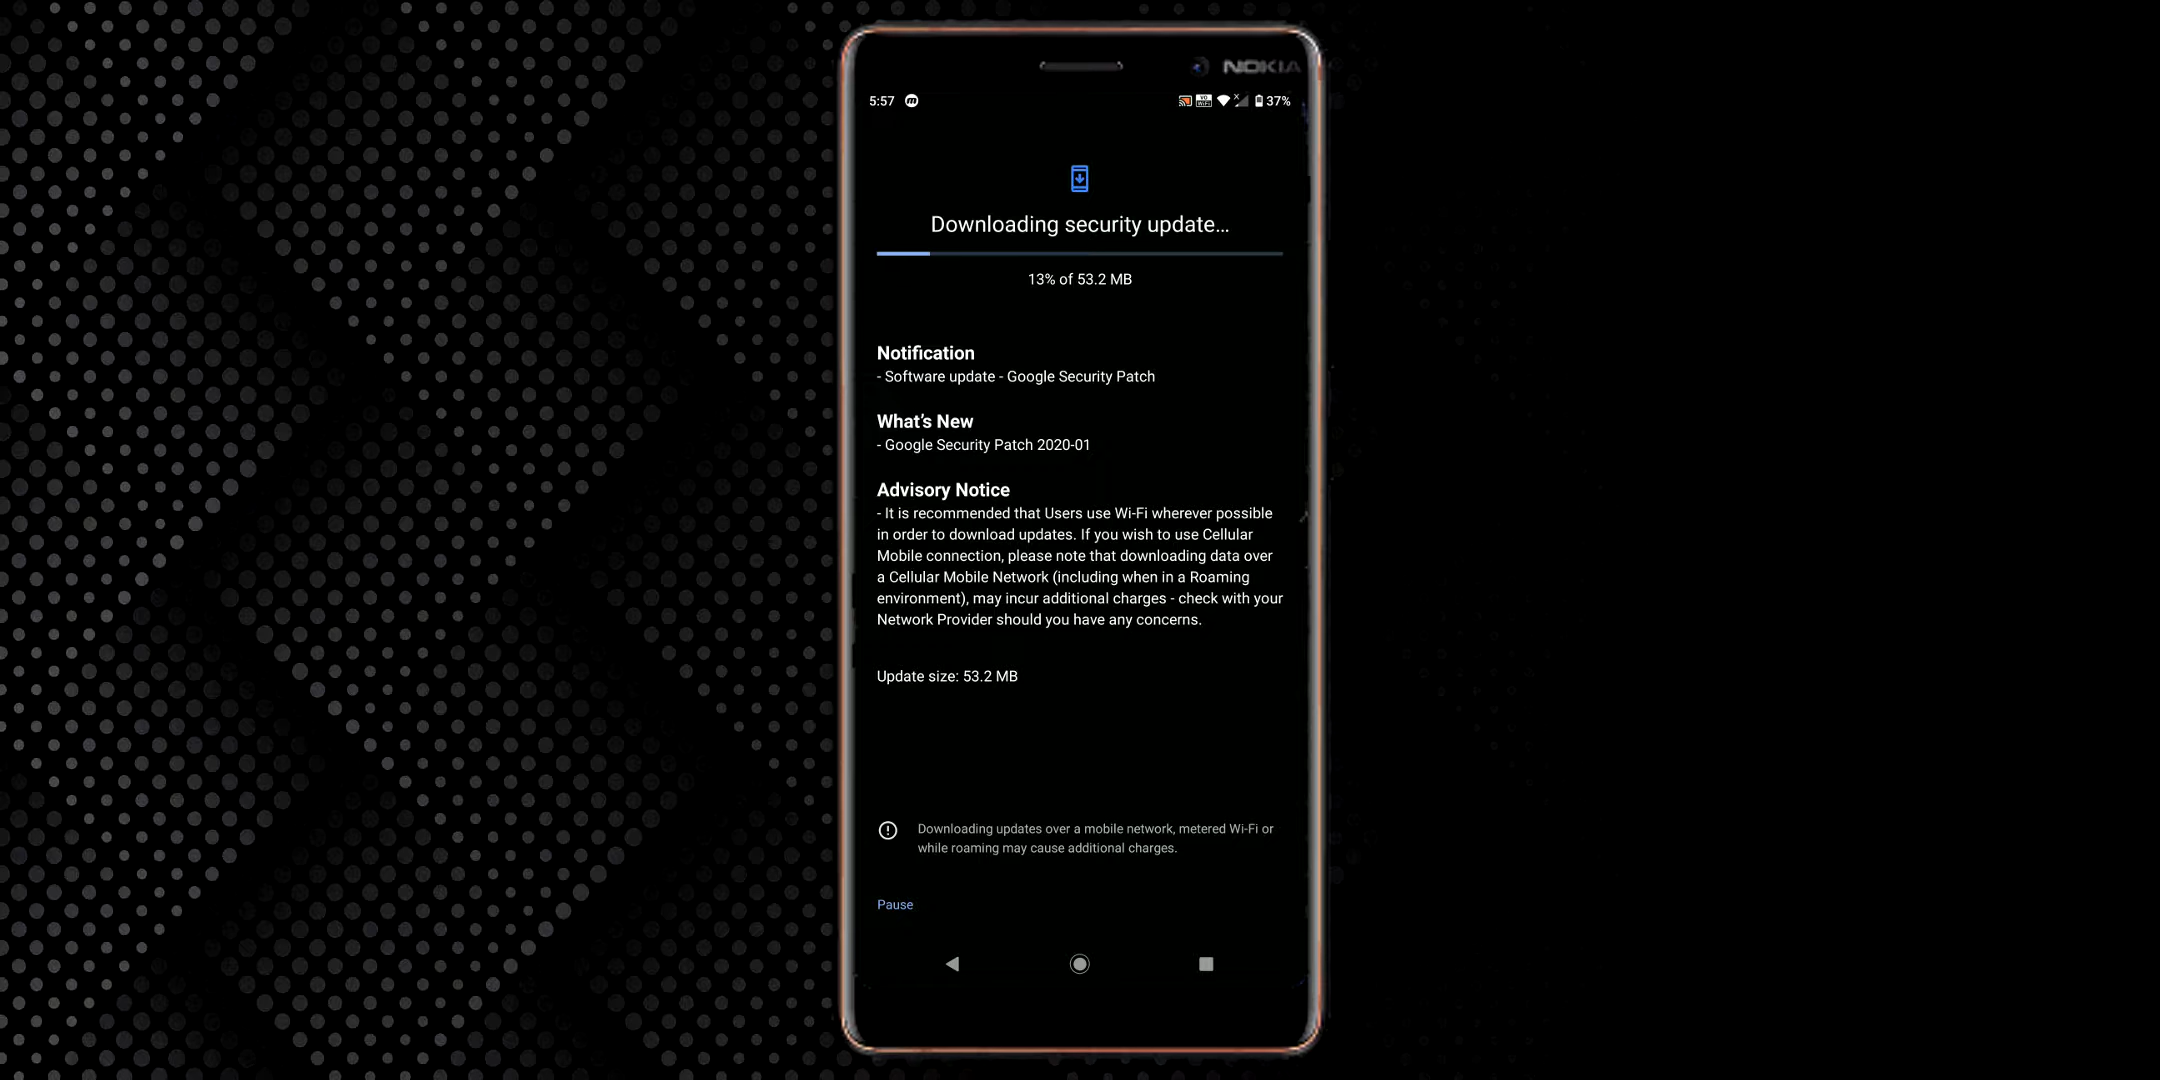 NOKIA
5:57
37%
Downloading security update…
13% of 53.2 MB
Notification
- Software update - Google Security Patch
What’s New
- Google Security Patch 2020-01
Advisory Notice
- It is recommended that Users use Wi-Fi wherever possible
in order to download updates. If you wish to use Cellular
Mobile connection, please note that downloading data over
a Cellular Mobile Network (including when in a Roaming
environment), may incur additional charges - check with your
Network Provider should you have any concerns.
Update size: 53.2 MB
Downloading updates over a mobile network, metered Wi-Fi or
while roaming may cause additional charges.
Pause